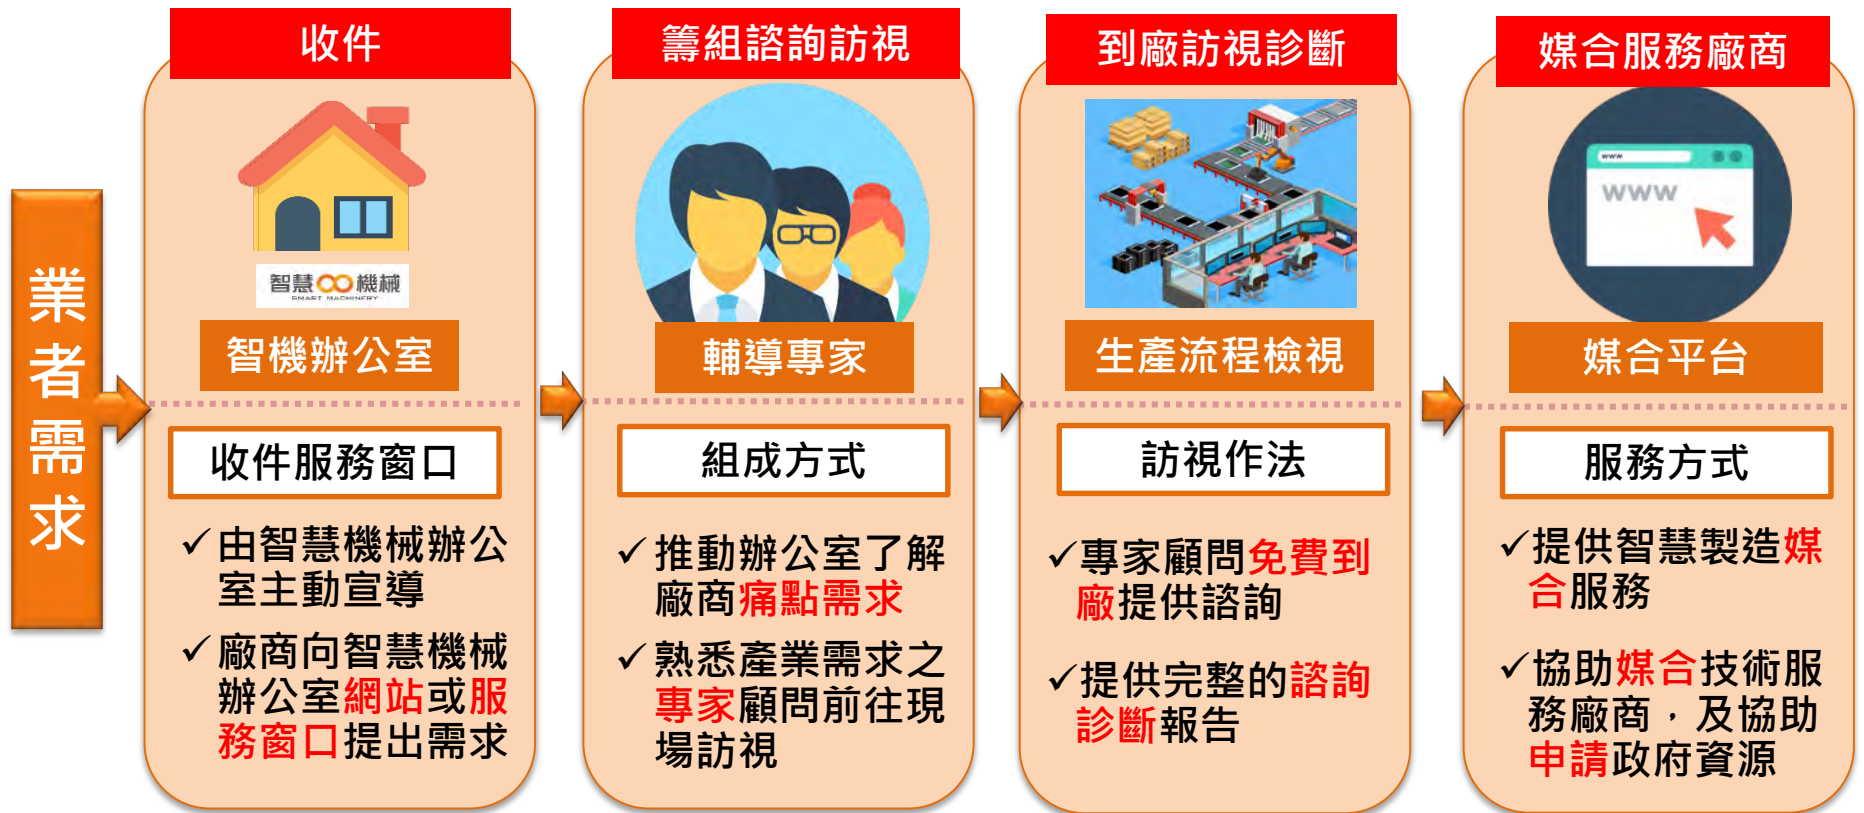 業者需求
收件
智慧機械
SMART MACHINERY
智機辦公室
收件服務窗口
✓由智慧機械辦公
室主動宣導
✓廠商向智慧機械
辦公室網站或服
務窗口提出需求
籌組諮詢訪視
輔導專家
組成方式
✓推動辦公室了解
廠商痛點需求
✓熟悉產業需求之
專家顧問前往現
場訪視
到廠訪視診斷
生產流程檢視
訪視作法
✓專家顧問免費到
廠提供諮詢
✓提供完整的諮詢
診斷報告
媒合服務廠商
www
WWW
媒合平台
服務方式
✓提供智慧製造媒
合服務
✓協助媒合技術服
務廠商，及協助
申請政府資源